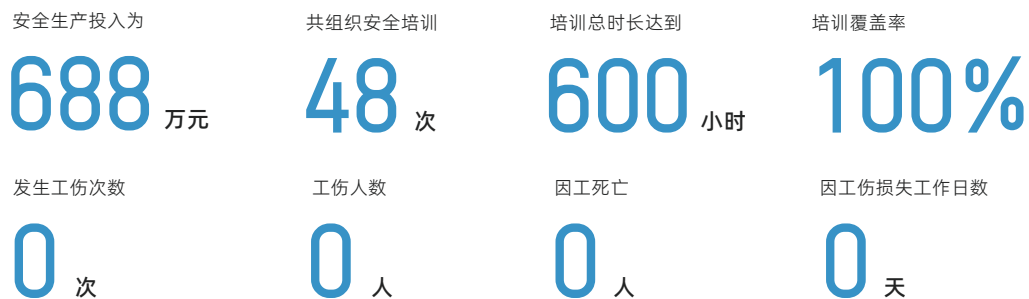 安全生产投入为
共组织安全培训
培训总时长达到
培训覆盖率
688 万元
48 次
600 小时
100%
发生工伤次数
工伤人数
因工死亡
因工伤损失工作日数
0 次
0 人
0 人
0 天